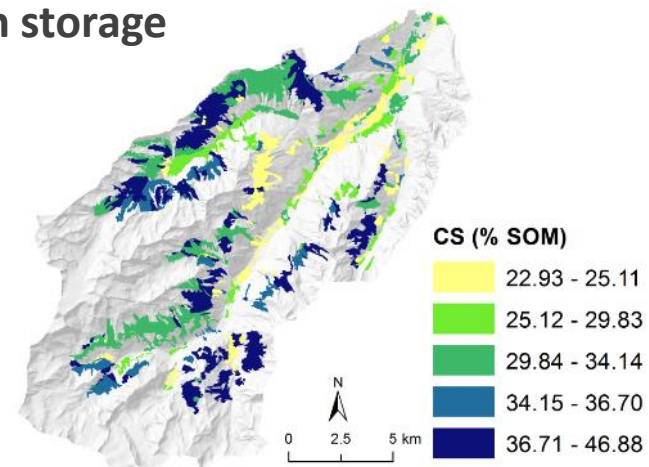 storage
CS (% SOM)
22.93 - 25.11
25.12 - 29.83
29.84 - 34.14
34.15 - 36.70
36.71 - 46.88
N
0 2.5 5 km